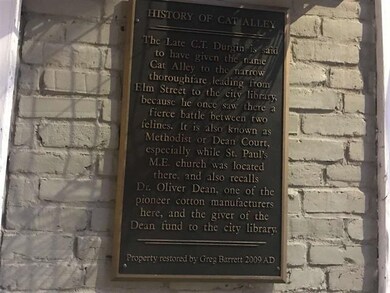 HISTORY OF CAT ALLEY
The Late C.T. Durgin is said
to have given the name
Cat Alley to the narrow
thoroughfare leading from
Elm Street to the city library,
because he once saw there a
fierce battle between two
felines. It is also known as
Methodist or Dean Court,
especially while St. Paul's
M.E. church was located
there, and also recalls
Dr. Oliver Dean, one of the
pioneer cotton manufacturers
here, and the giver of the
Dean fund to the city library.
Property restored by Greg Barrett 2009 AD